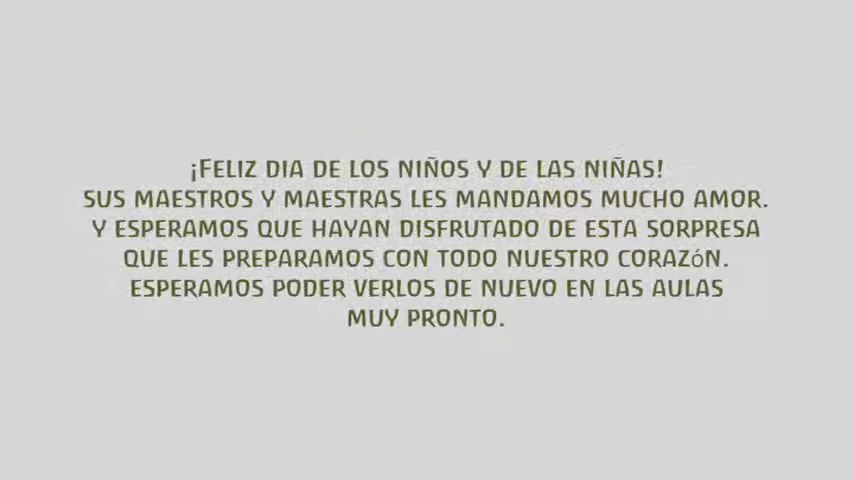 ¡FELIZ DIA DE LOS NIÑOS Y DE LAS NIÑAS!
SUS MAESTROS Y MAESTRAS LES MANDAMOS MUCHO AMOR.
Y ESPERAMOS QUE HAYAN DISFRUTADO DE ESTA SORPRESA
QUE LES PREPARAMOS CON TODO NUESTRO CORAZóN.
ESPERAMOS PODER VERLOS DE NUEVO EN LAS AULAS
MUY PRONTO.